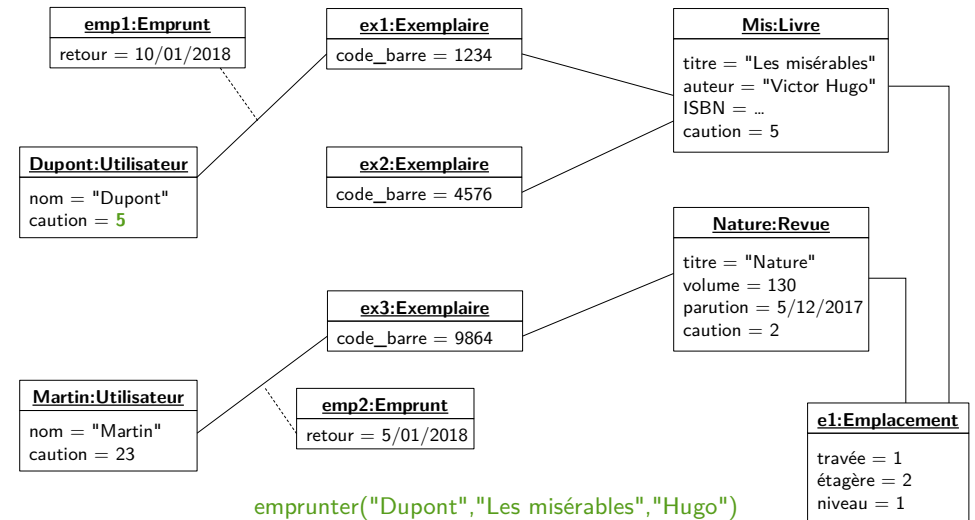 emp1:Emprunt
retour = 10/01/2018
ex1:Exemplaire
code_barre = 1234
Mis:Livre
titre = "Les misérables"
auteur = "Victor Hugo"
ISBN = ...
caution = 5
Dupont:Utilisateur
nom = "Dupont"
caution = 5
ex2:Exemplaire
code_barre = 4576
Nature:Revue
titre = "Nature"
volume = 130
parution = 5/12/2017
caution = 2
ex3:Exemplaire
code_barre = 9864
Martin:Utilisateur
nom = "Martin"
caution = 23
emp2:Emprunt
retour = 5/01/2018
e1:Emplacement
travée = 1
étagère = 2
niveau = 1
emprunter("Dupont","Les misérables","Hugo")